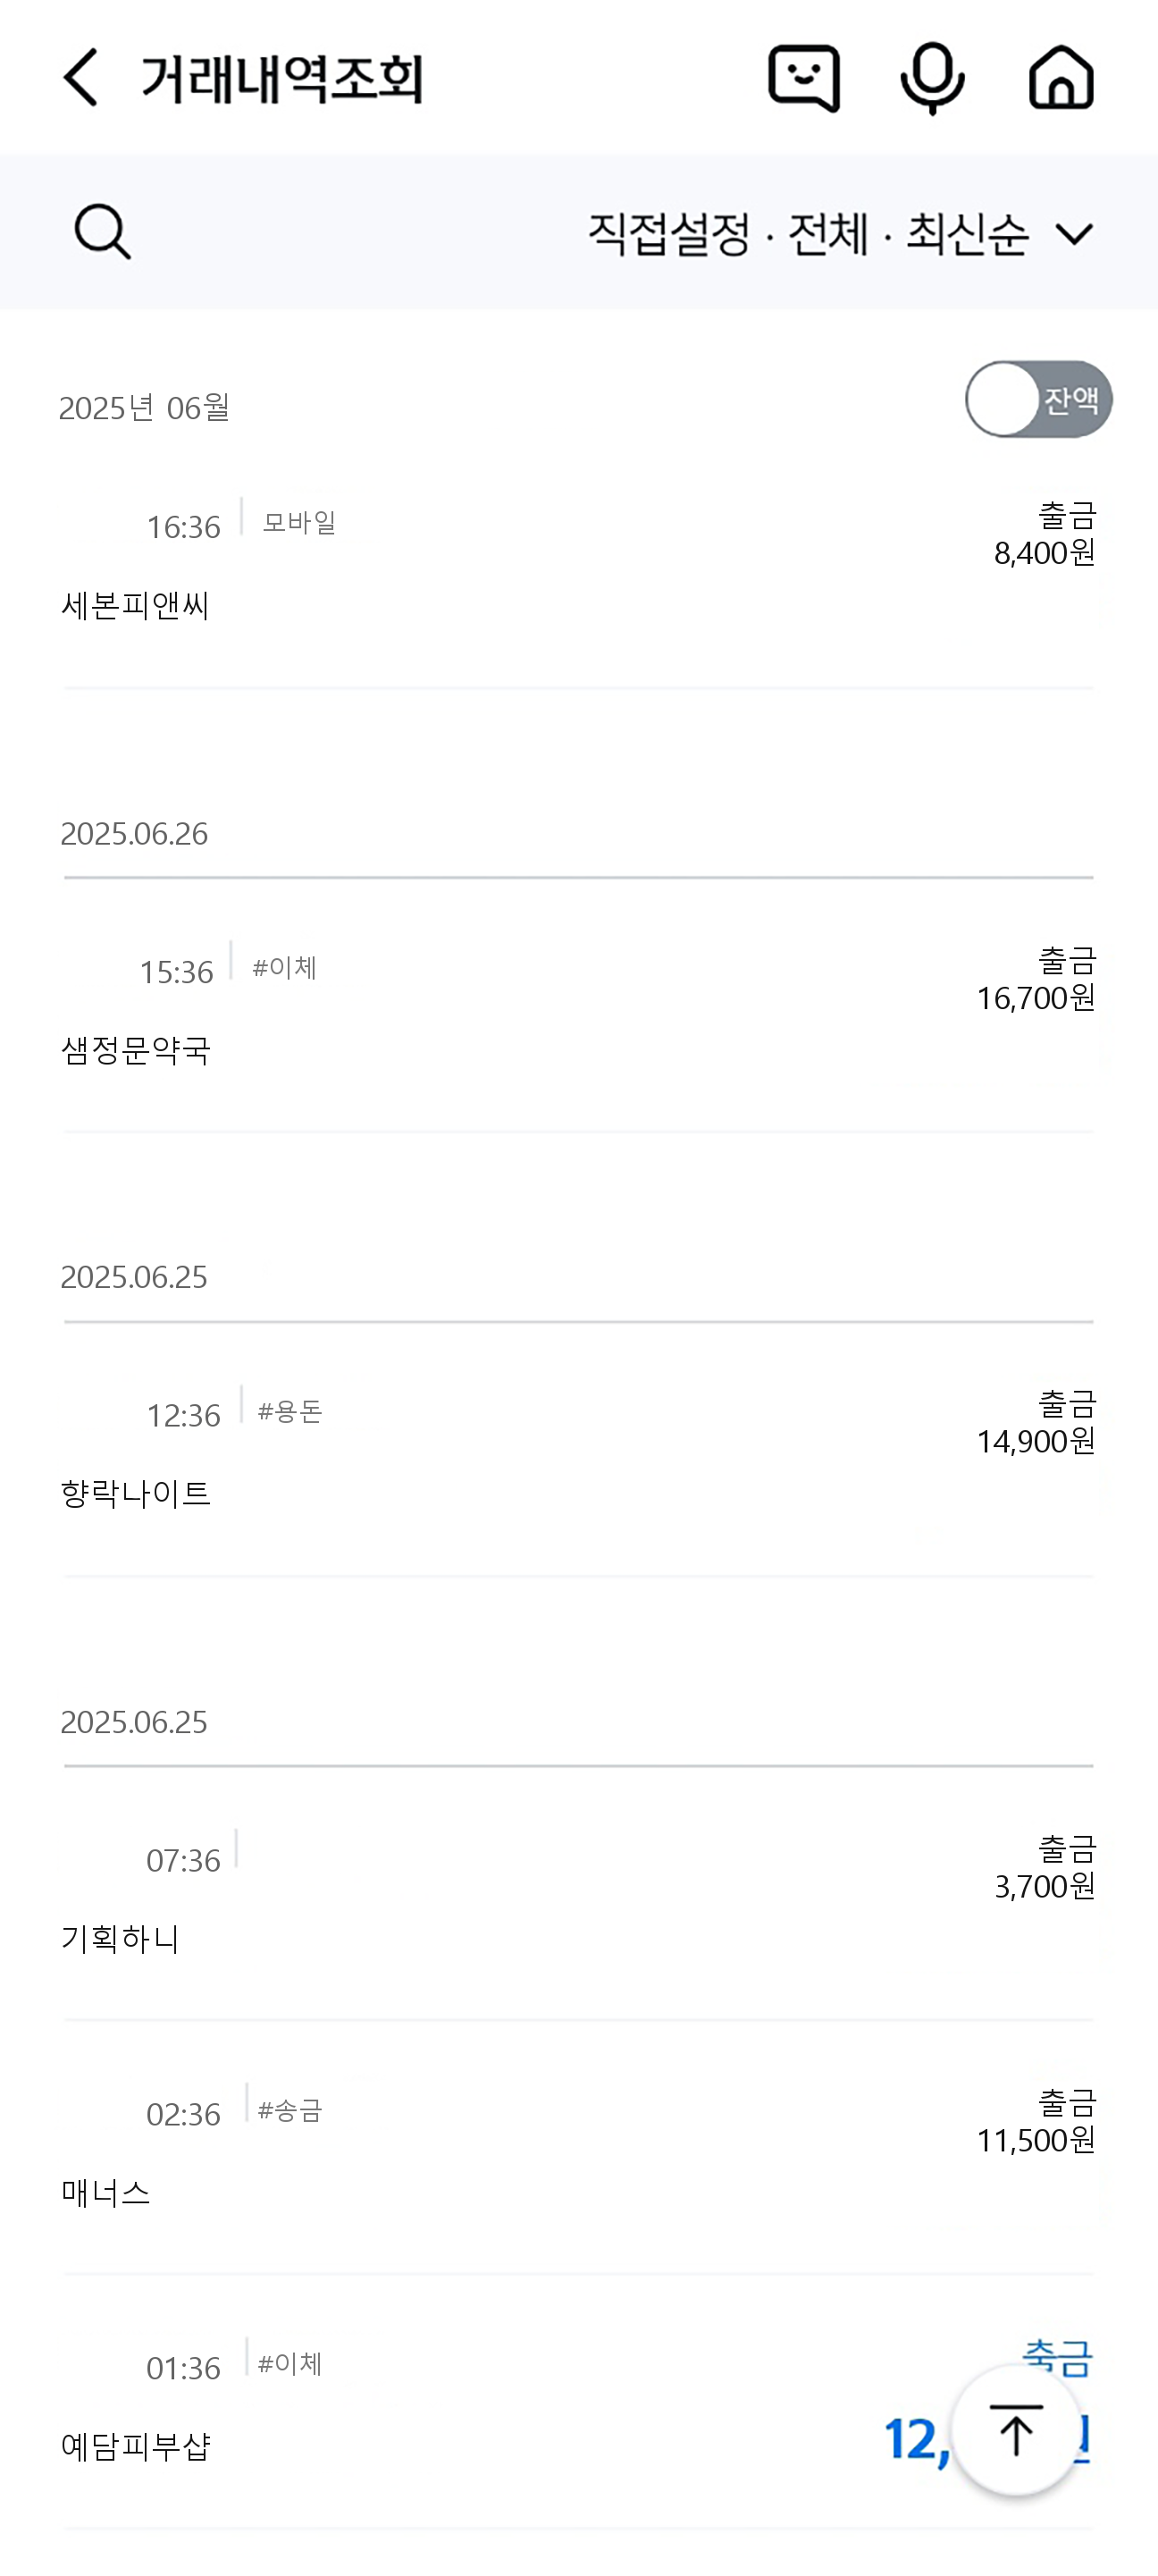 거래내역조회
직접설정 · 전체 · 최신순
2025년 06월
잔액
16:36 모바일
출금
8,400원
세본피앤씨
2025.06.26
15:36 #이체
출금
16,700원
샘정문약국
2025.06.25
12:36 #용돈
출금
14,900원
향락나이트
2025.06.25
07:36
출금
3,700원
기획하니
02:36 #송금
출금
11,500원
매너스
01:36 #이체
예담피부샵
12,